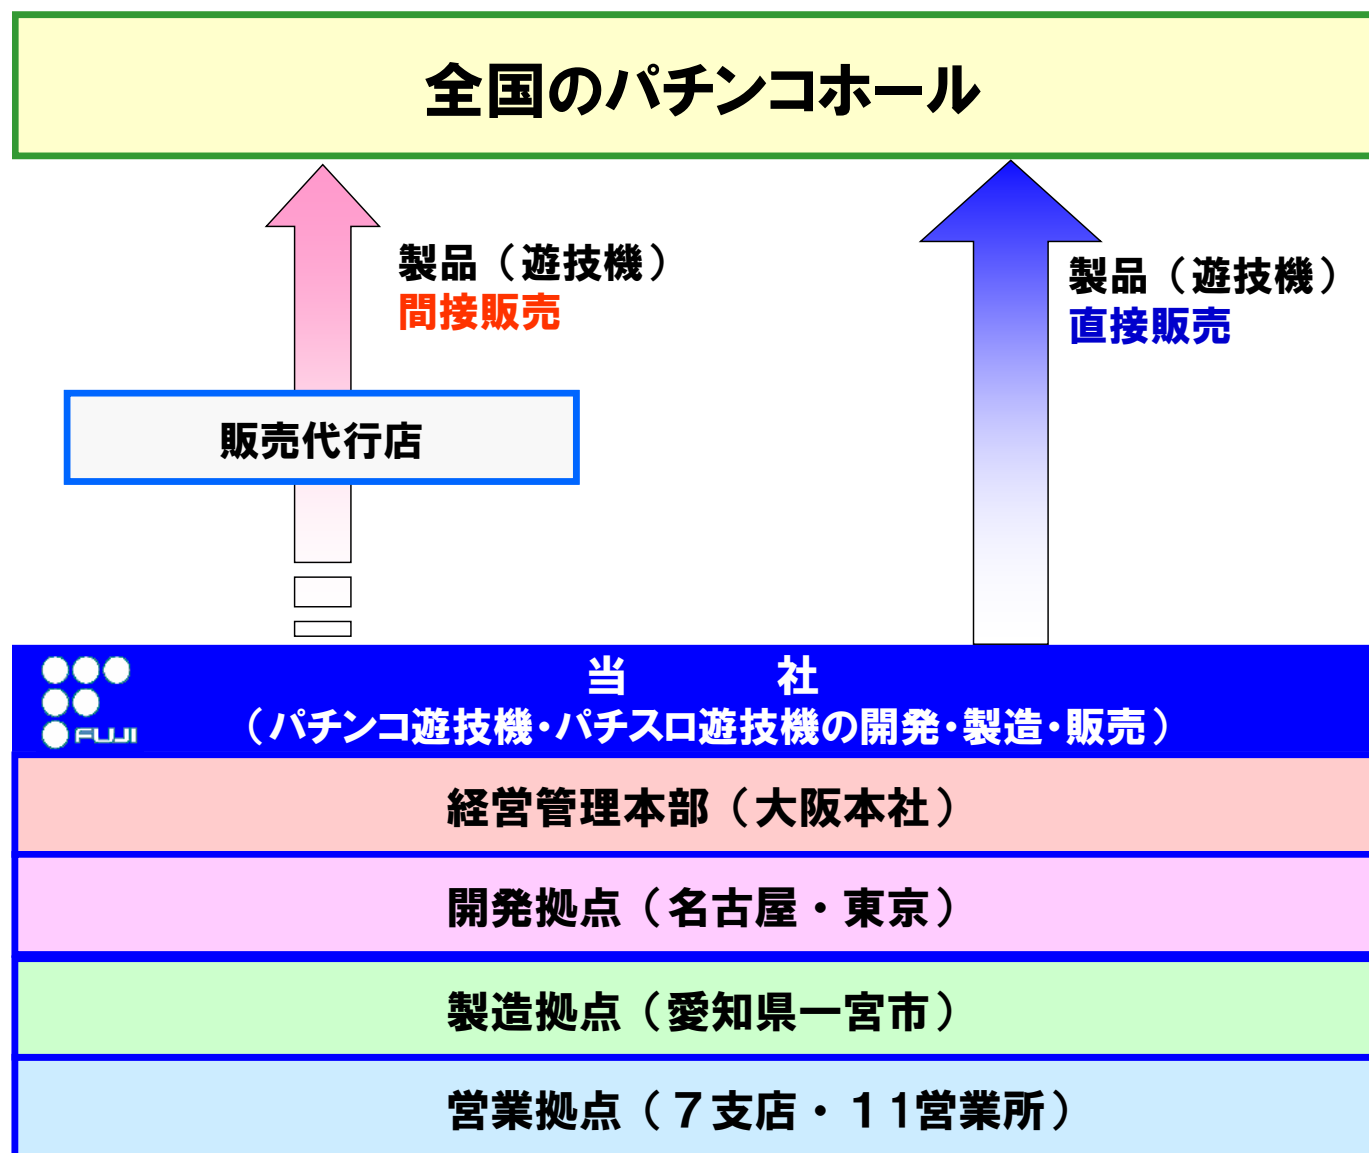 全国のパチンコホール
製品（遊技機）
間接販売
製品（遊技機）
直接販売
販売代行店
当　　　社
FUJI
（パチンコ遊技機・パチスロ遊技機の開発・製造・販売）
経営管理本部（大阪本社）
開発拠点（名古屋・東京）
製造拠点（愛知県一宮市）
営業拠点（７支店・１１営業所）